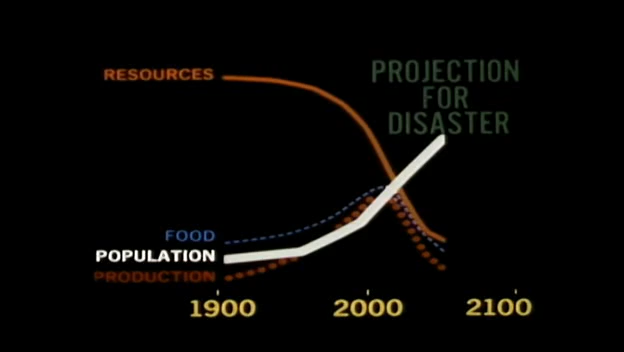 RESOURCES
PROJECTION
FOR
DISASTER
FOOD
POPULATION
PRODUCTION
1900
2000
2100